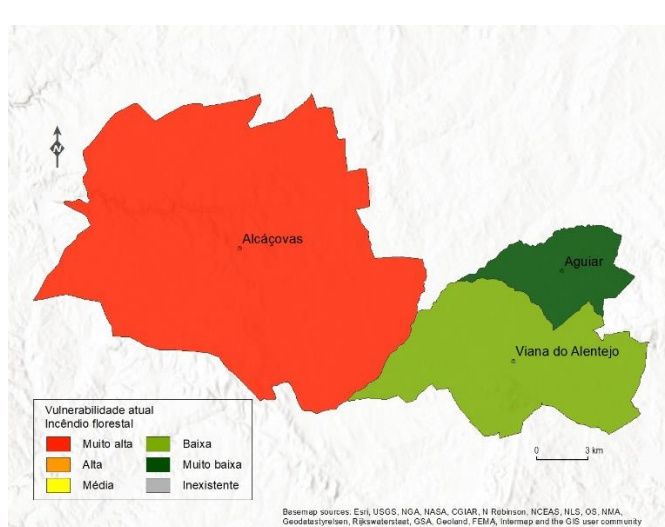 N
Alcáçovas
Aguiar
Viana do Alentejo
Vulnerabilidade atual
Incêndio florestal
Muito alta
Baixa
Alta
Muito baixa
Média
Inexistente
0 3 km
Basemap sources: Esri, USGS, NGA, NASA, CGIAR, N Robinson, NCEAS, NLS, OS, NMA,
Geodatastyrelsen, Rijkswaterstaat, GSA, Geoland, FEMA, Intermap and the GIS user community